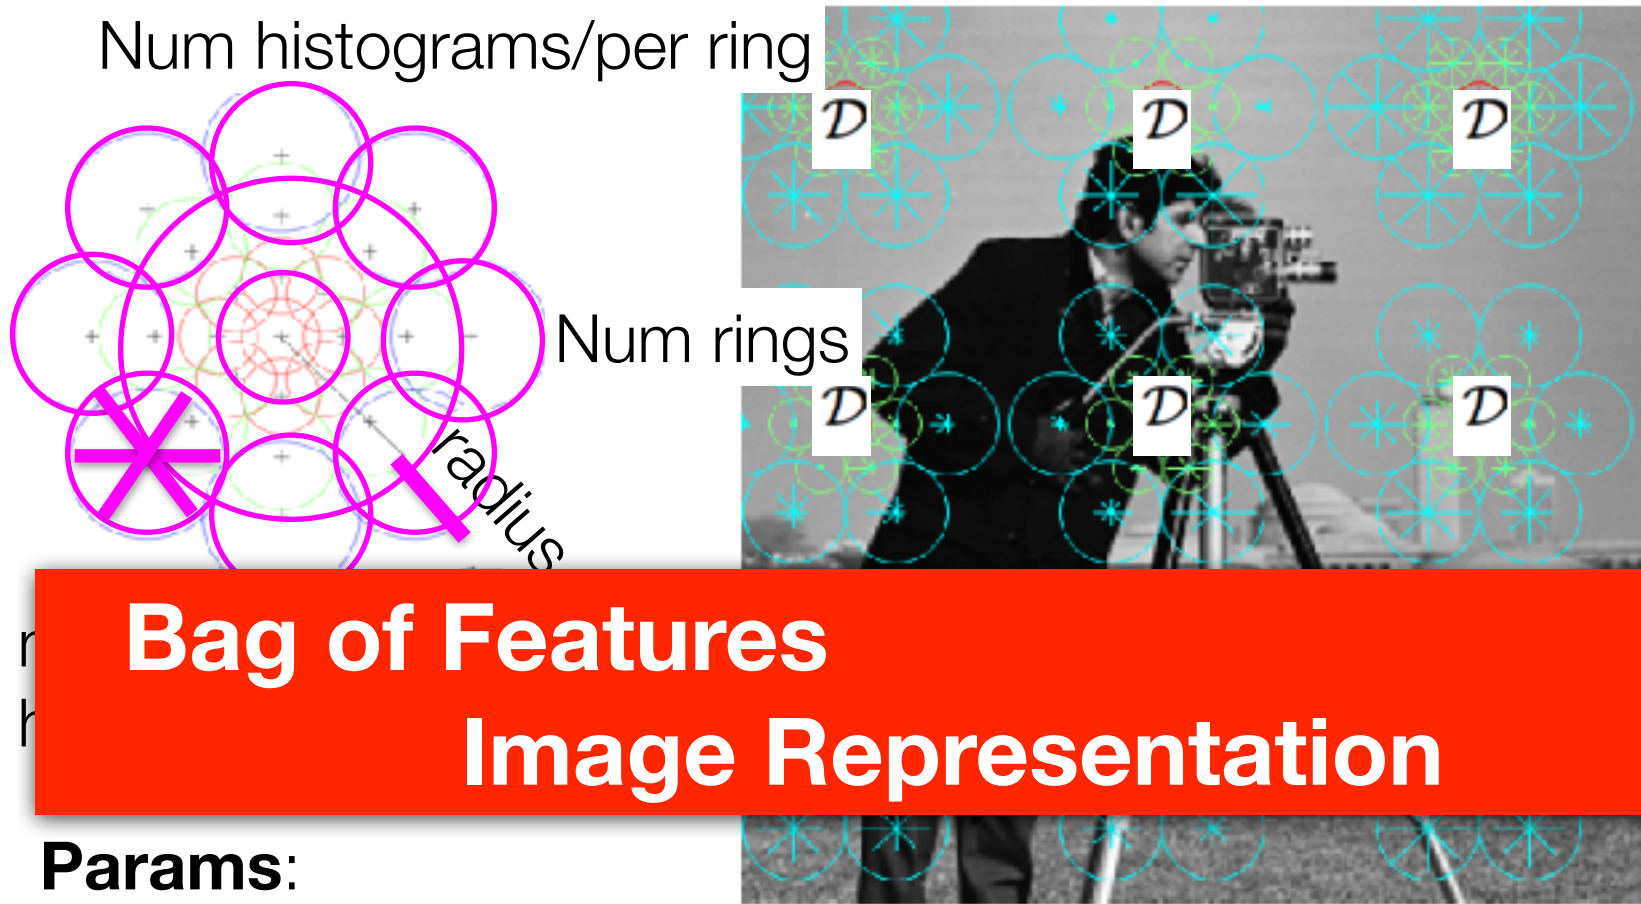 Num histograms/per ring
𝒟 𝒟 𝒟
Num rings
𝒟 𝒟 𝒟
radius
Bag of Features
Image Representation
Params: